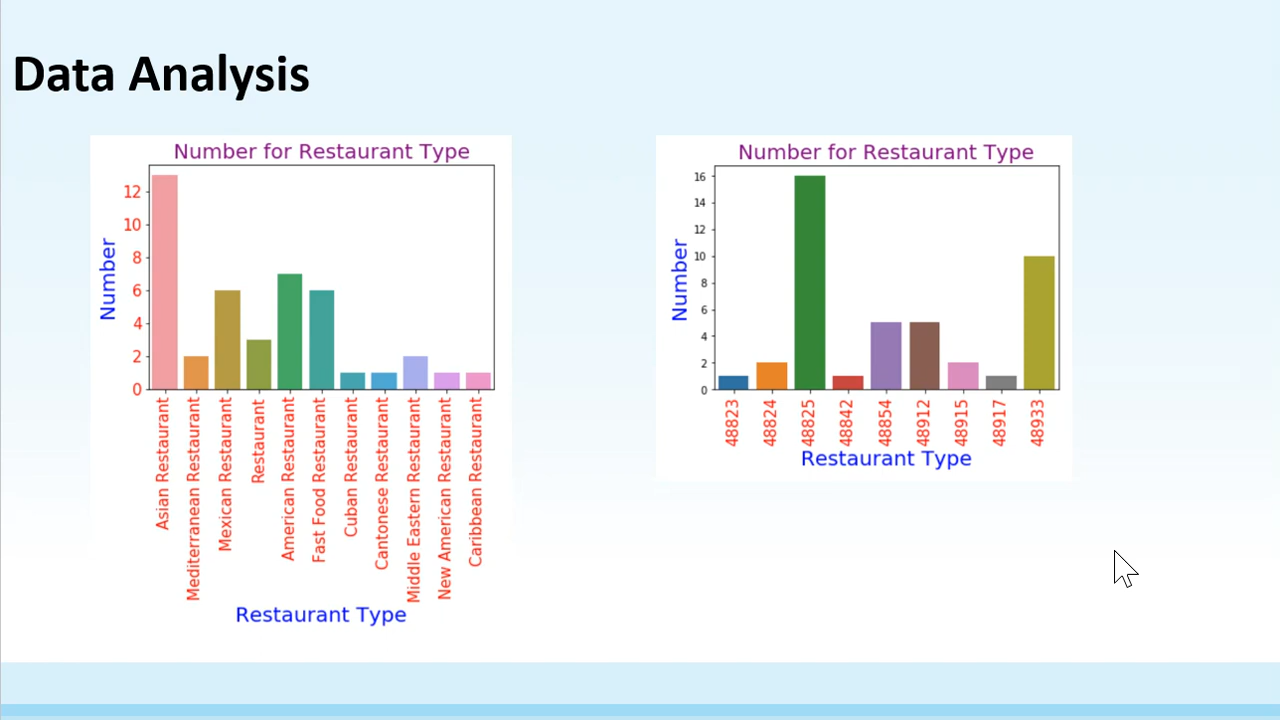 Data Analysis
Number for Restaurant Type
Number
12
10
8
6
4
2
0
Asian Restaurant
Mediterranean Restaurant
Mexican Restaurant
Restaurant
American Restaurant
Fast Food Restaurant
Cuban Restaurant
Cantonese Restaurant
Middle Eastern Restaurant
New American Restaurant
Caribbean Restaurant
Restaurant Type
Number for Restaurant Type
Number
16
14
12
10
8
6
4
2
0
48823
48824
48825
48842
48854
48912
48915
48917
48933
Restaurant Type